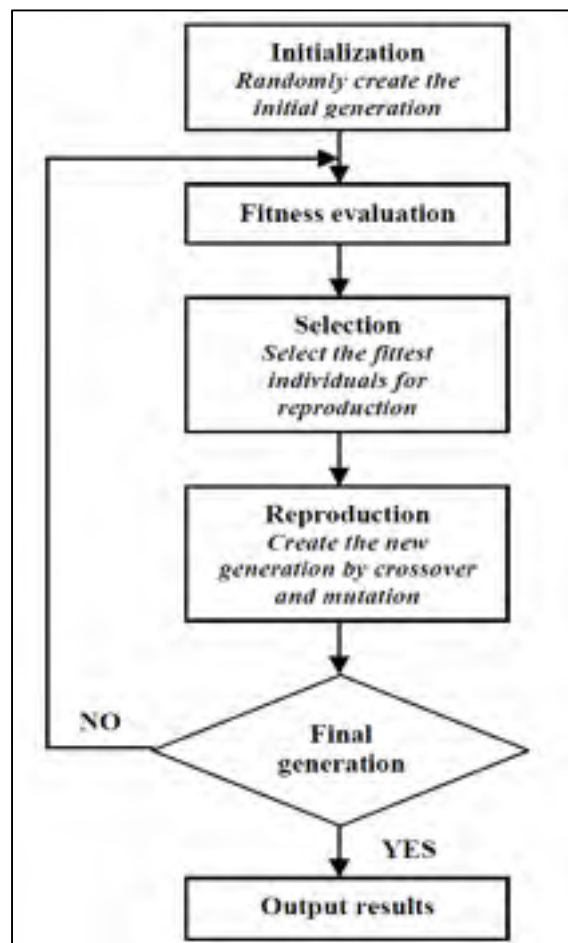 Initialization
Randomly create the
initial generation
Fitness evaluation
Selection
Select the fittest
individuals for
reproduction
Reproduction
Create the new
generation by crossover
and mutation
Final
generation
NO
YES
Output results